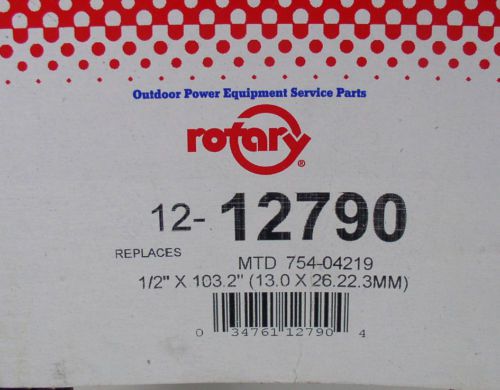 Outdoor Power Equipment Service Parts
rotary®
12- 12790
REPLACES
MTD 754-04219
1/2" X 103.2" (13.0 X 26.22.3MM)
0 34761 12790 4